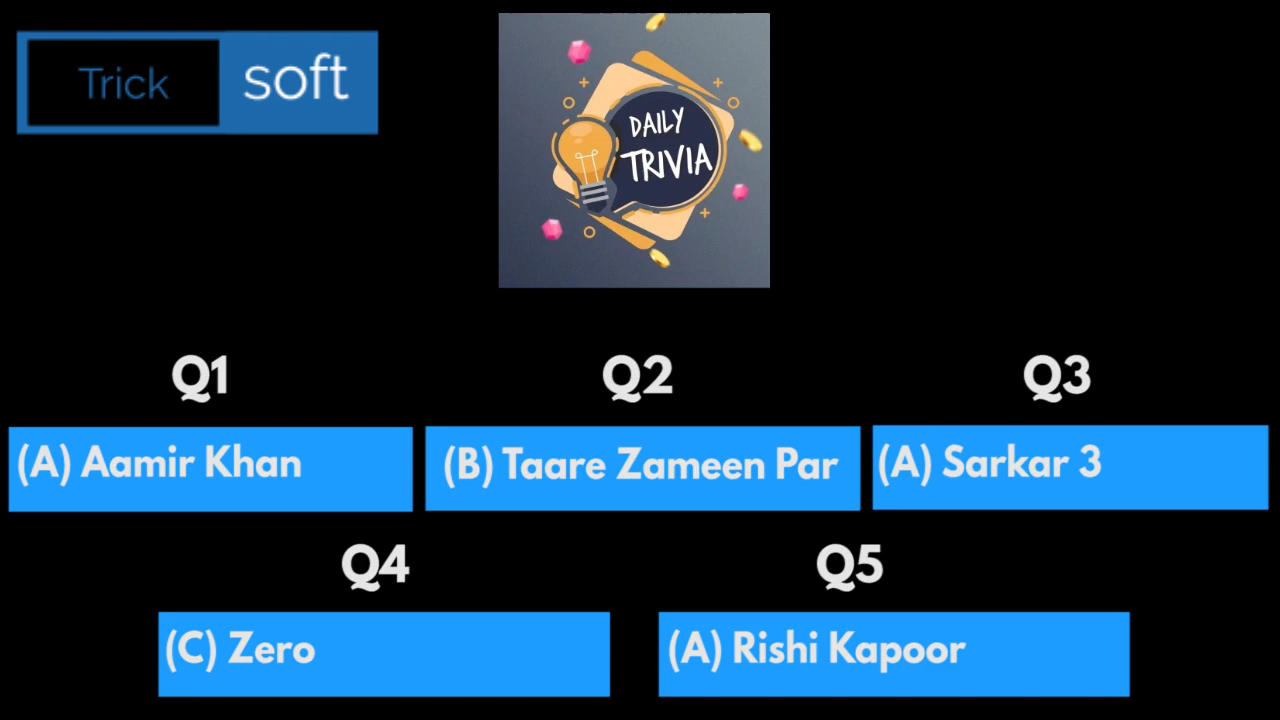 Trick soft
DAILY
TRIVIA
Q1 Q2 Q3
(A) Aamir Khan (B) Taare Zameen Par (A) Sarkar 3
Q4 Q5
(C) Zero (A) Rishi Kapoor